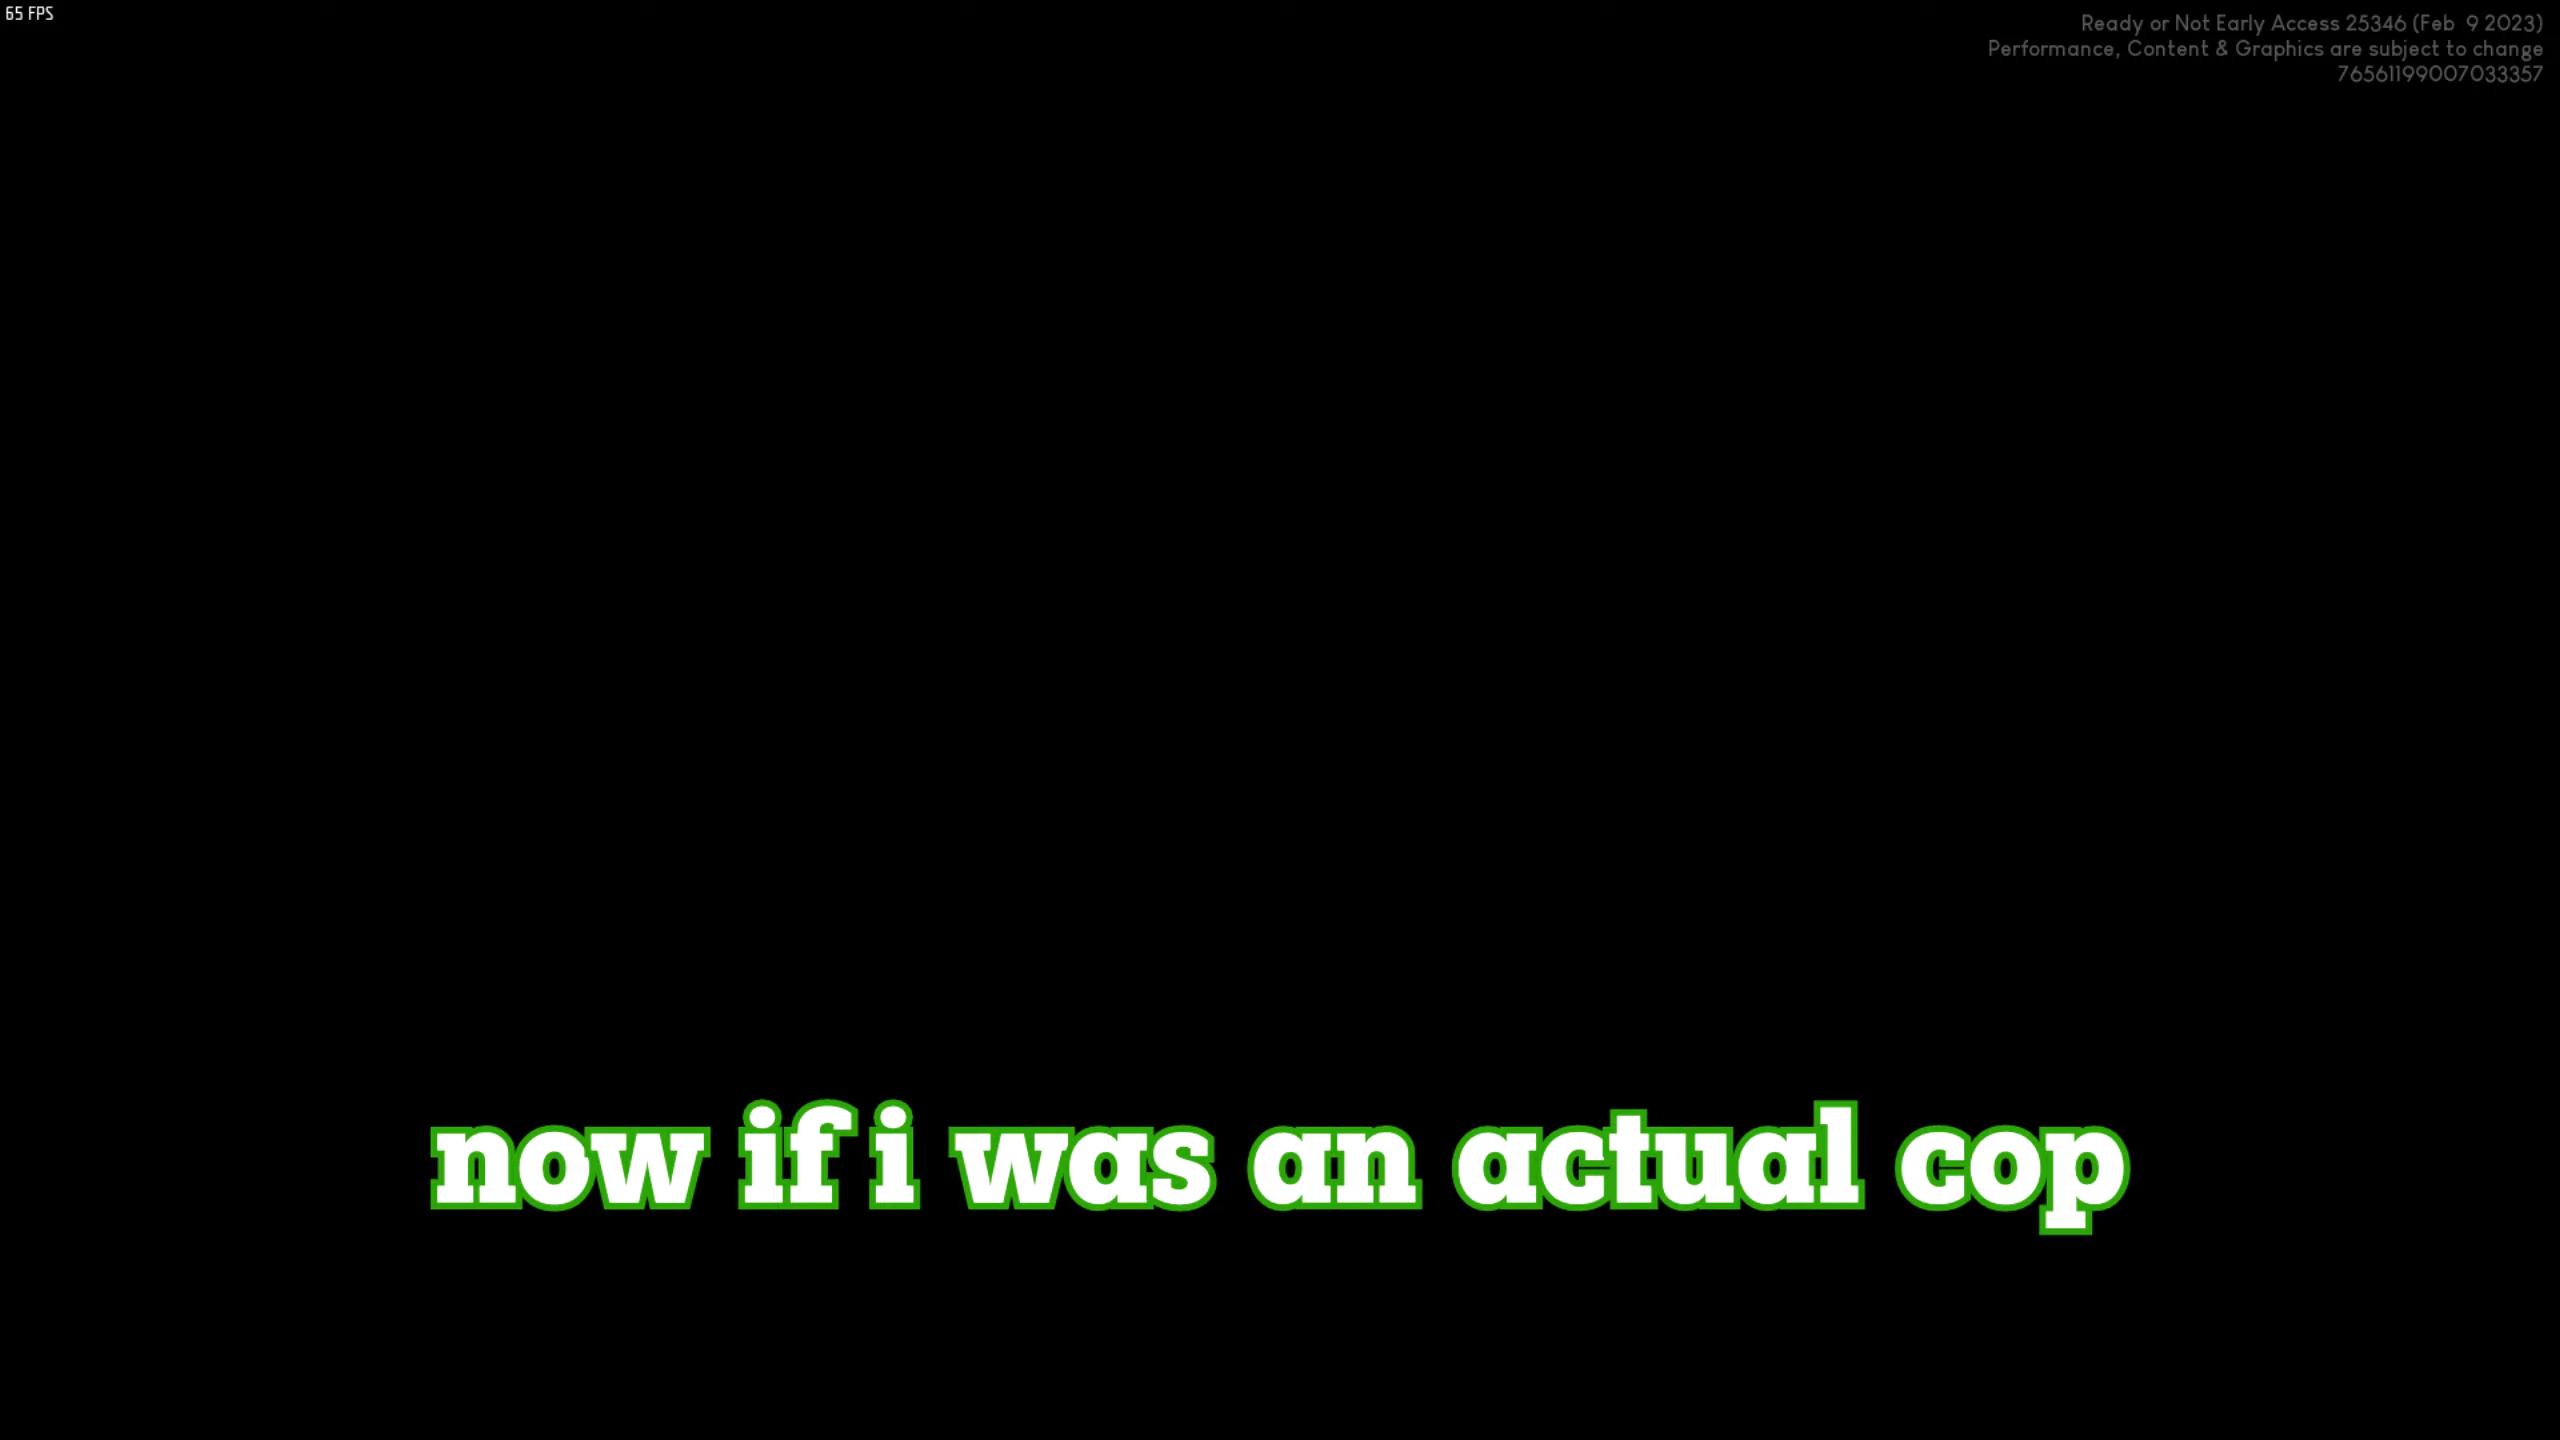 65 FPS
Ready or Not Early Access 25346 (Feb  9 2023)
Performance, Content & Graphics are subject to change
76561199007033357
now if i was an actual cop